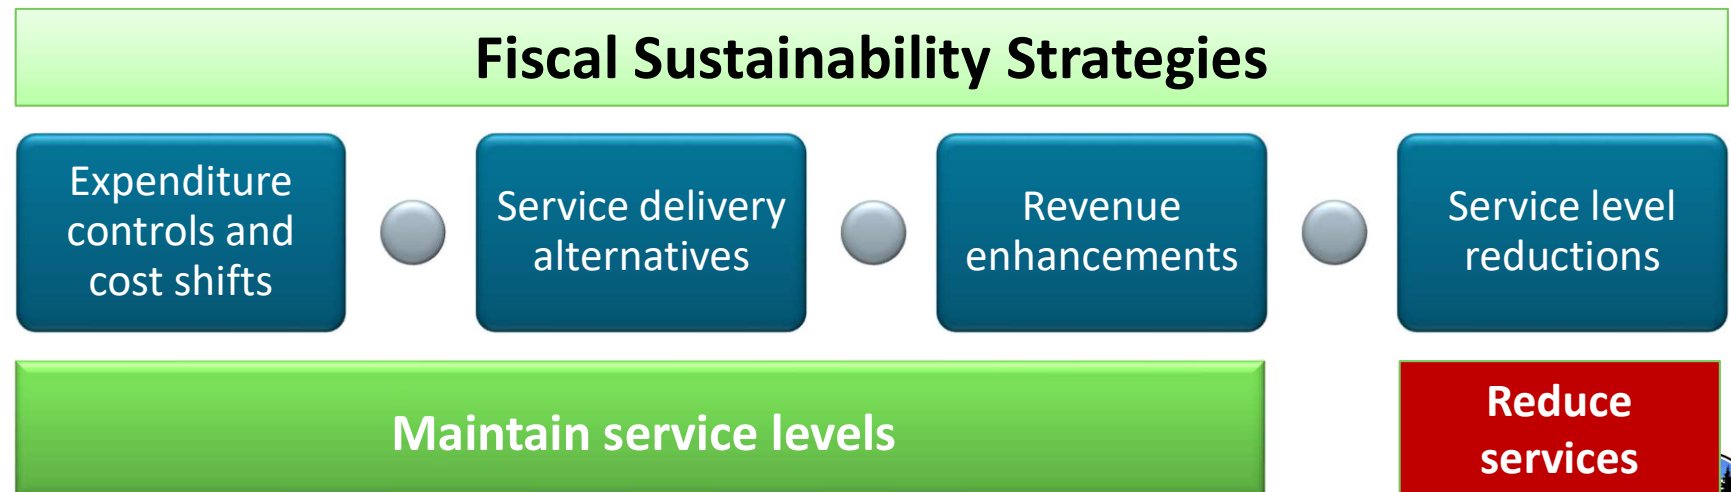 Fiscal Sustainability Strategies
Expenditure
controls and
cost shifts
Service delivery
alternatives
Revenue
enhancements
Service level
reductions
Maintain service levels
Reduce
services